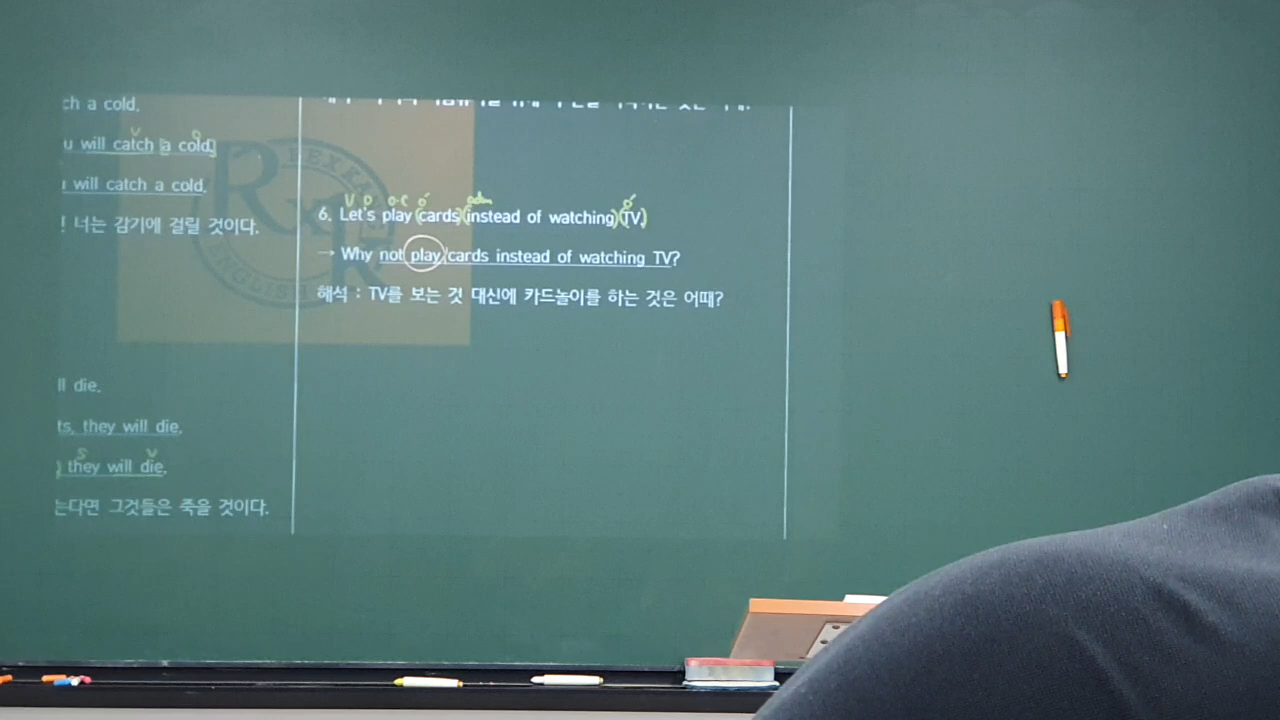 ch a cold.
u will catch a cold.
u will catch a cold.
너는 감기에 걸릴 것이다.
ll die.
ts, they will die.
they will die.
는다면 그것들은 죽을 것이다.
6. Let's play cards instead of watching TV.
→ Why not play cards instead of watching TV?
해석 : TV를 보는 것 대신에 카드놀이를 하는 것은 어때?
ENGLISH